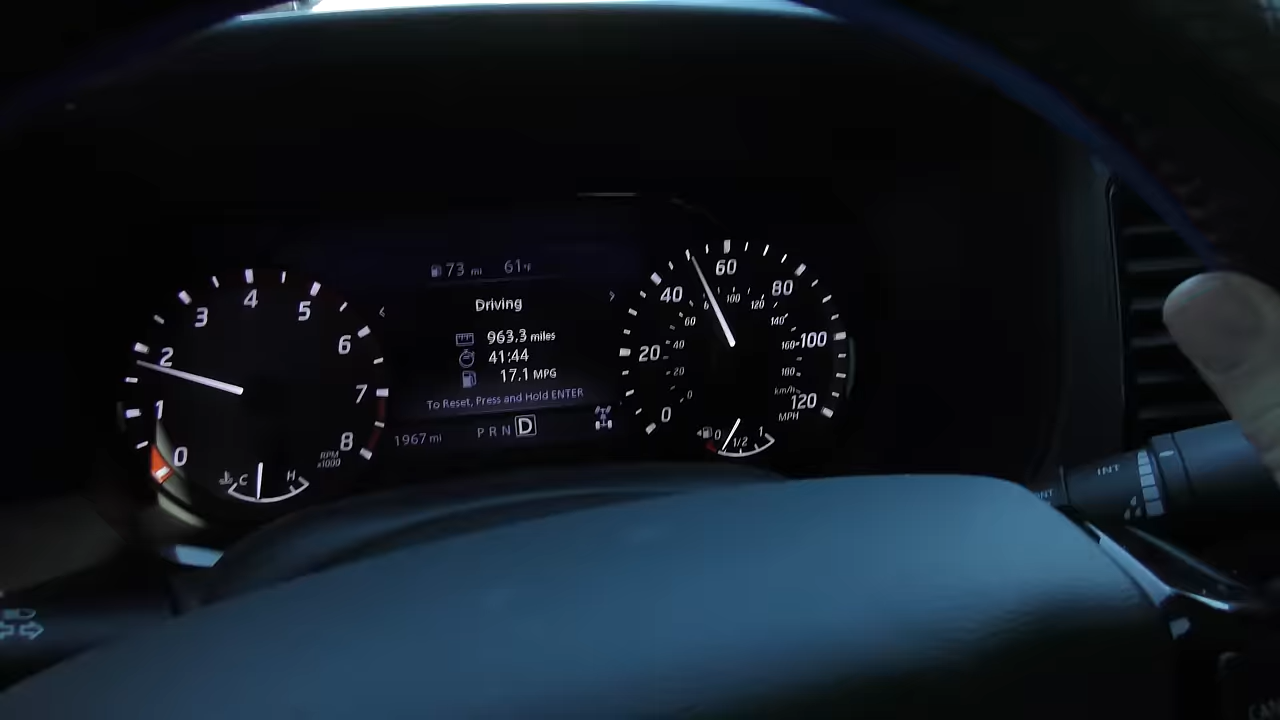 73 mi 61°F
Driving
963.3 miles
41:44
17.1 MPG
To Reset, Press and Hold ENTER
1967 mi P R N D
0 1 2 3 4 5 6 7 8
RPM
x1000
C H
0 20 40 60 80 100 120
MPH
0 20 40 60 100 120 140 160 180
km/h
0 1/2 1
INT